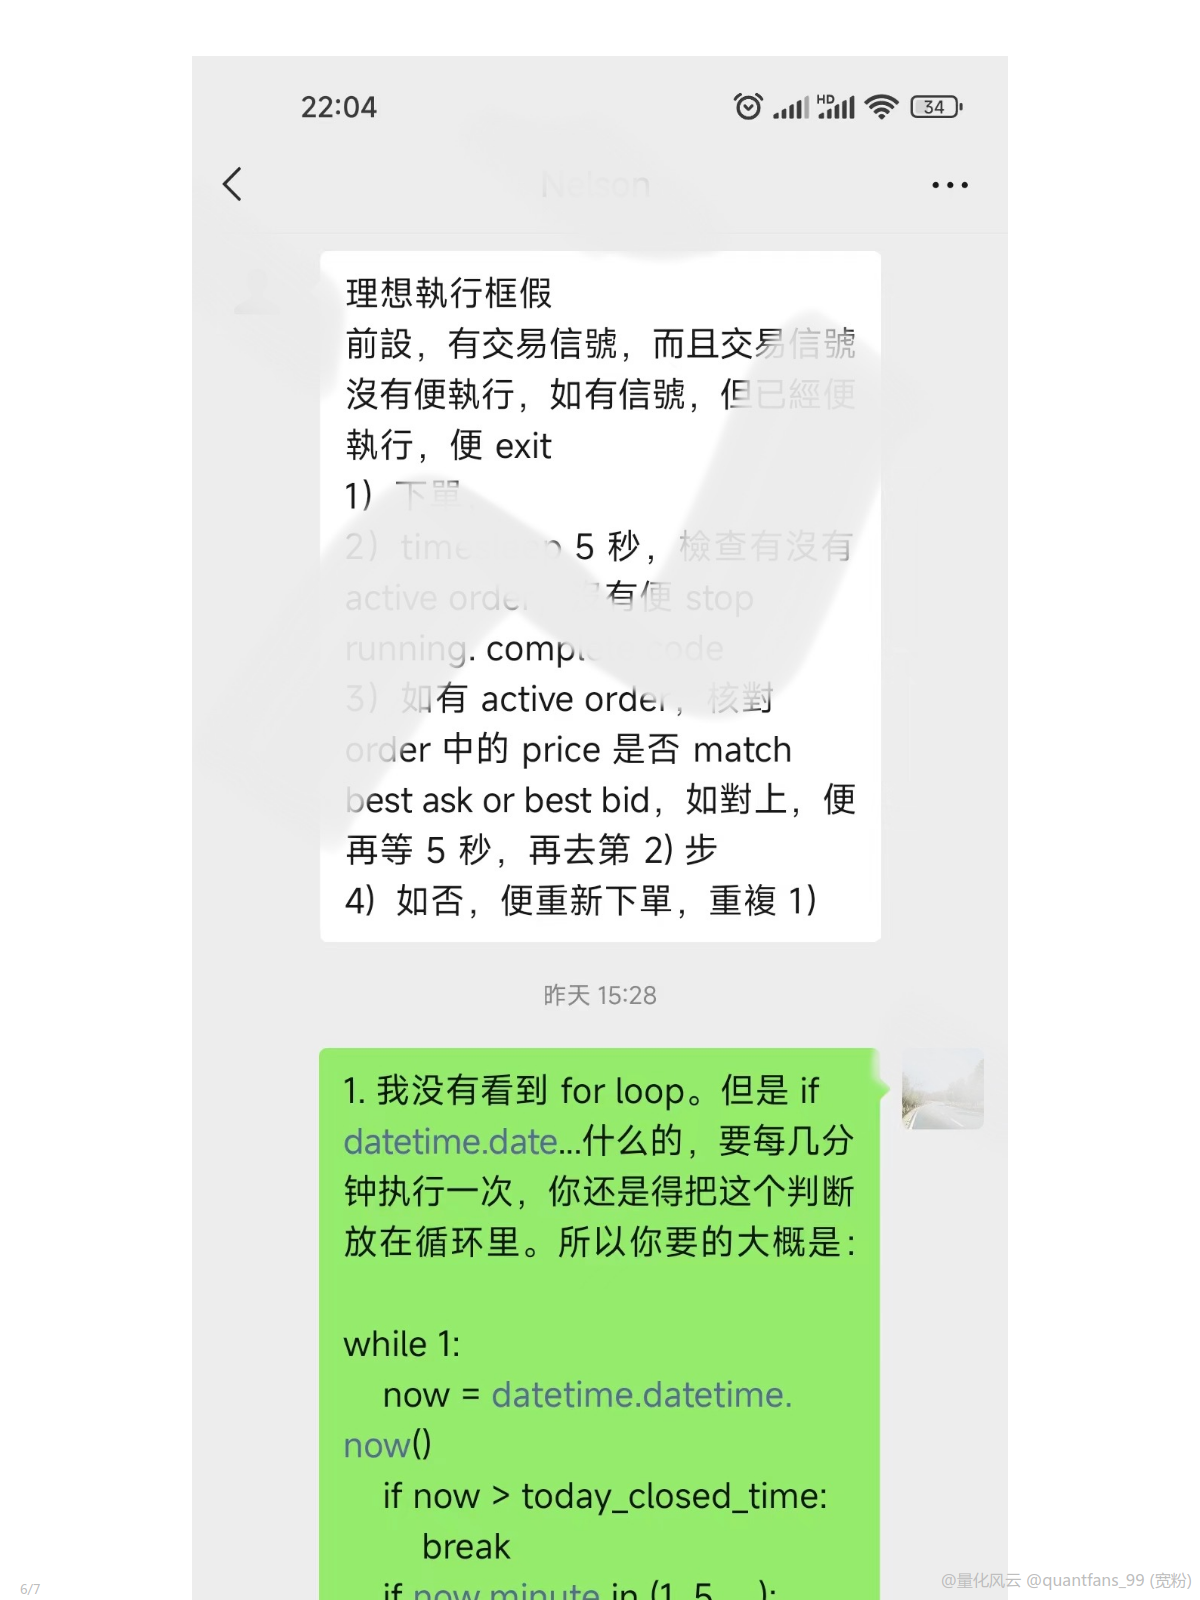 22:04
HD
34
Nelson
理想執行框假
前設，有交易信號，而且交易信號
沒有便執行，如有信號，但已經便
執行，便 exit
1）下單,
2）time 5 秒，檢查有沒有
active order 有便 stop
running. code
3）如有 active order，核對
order 中的 price 是否 match
best ask or best bid，如對上，便
再等 5 秒，再去第 2) 步
4）如否，便重新下單，重複 1）
昨天 15:28
1. 我没有看到 for loop。但是 if
datetime.date...什么的，要每几分
钟执行一次，你还是得把这个判断
放在循环里。所以你要的大概是：
while 1:
now = datetime.datetime.
now()
if now > today_closed_time:
break
if now.minute in (1, 5, ...):
6/7
@量化风云 @quantfans_99 (宽粉)